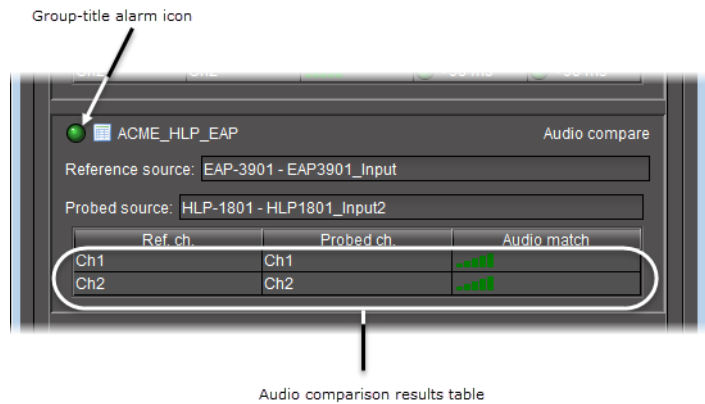 Group-title alarm icon
ACME_HLP_EAP Audio compare
Reference source: EAP-3901 - EAP3901_Input
Probed source: HLP-1801 - HLP1801_Input2
Ref. ch. Probed ch. Audio match
Ch1 Ch1
Ch2 Ch2
Audio comparison results table